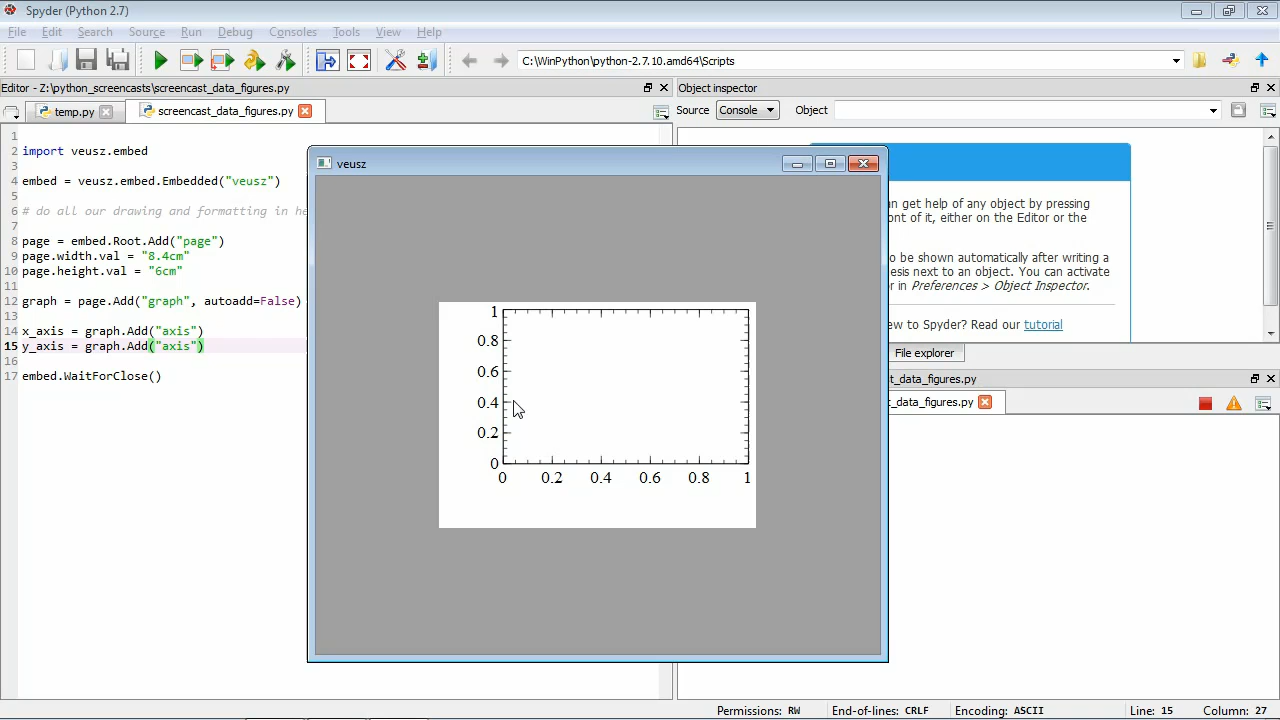 Spyder (Python 2.7)
File Edit Search Source Run Debug Consoles Tools View Help
C:\WinPython\python-2.7.10.amd64\Scripts
Editor - Z:\python_screencasts\screencast_data_figures.py
Object inspector
temp.py screencast_data_figures.py
Source Console Object
1
2 import veusz.embed
3
4 embed = veusz.embed.Embedded("veusz")
5
6 # do all our drawing and formatting in he
7
8 page = embed.Root.Add("page")
9 page.width.val = "8.4cm"
10 page.height.val = "6cm"
11
12 graph = page.Add("graph", autoadd=False)
13
14 x_axis = graph.Add("axis")
15 y_axis = graph.Add("axis")
16
17 embed.WaitForClose()
veusz
1
0.8
0.6
0.4
0.2
0
0 0.2 0.4 0.6 0.8 1
n get help of any object by pressing
ont of it, either on the Editor or the
o be shown automatically after writing a
esis next to an object. You can activate
or in Preferences > Object Inspector.
ew to Spyder? Read our tutorial
File explorer
t_data_figures.py
t_data_figures.py
Permissions: RW End-of-lines: CRLF Encoding: ASCII Line: 15 Column: 27